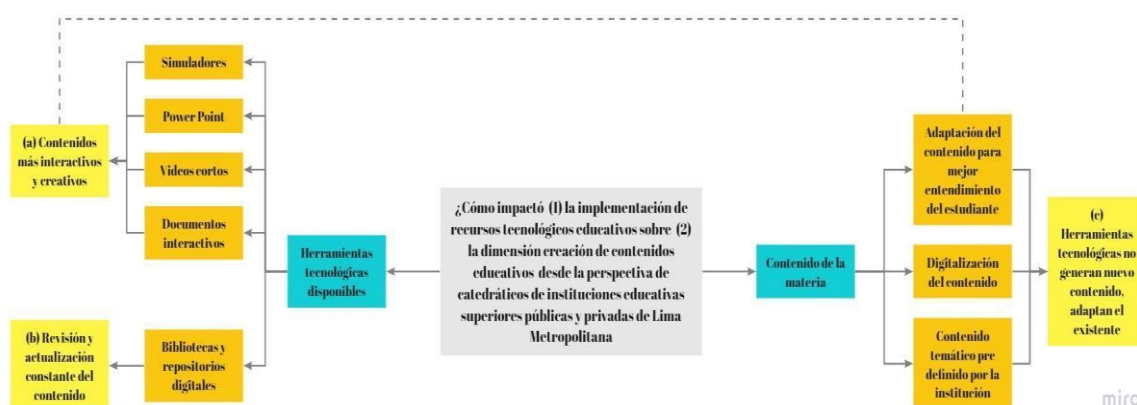 Simuladores
Power Point
(a) Contenidos
más interactivos
y creativos
Videos cortos
Documentos
interactivos
(b) Revisión y
actualización
constante del
contenido
Bibliotecas y
repositorios
digitales
Herramientas
tecnológicas
disponibles
¿Cómo impactó (1) la implementación de
recursos tecnológicos educativos sobre (2)
la dimensión creación de contenidos
educativos desde la perspectiva de
catedráticos de instituciones educativas
superiores públicas y privadas de Lima
Metropolitana
Contenido de la
materia
Adaptación del
contenido para
mejor
entendimiento
del estudiante
Digitalización
del contenido
Contenido
temático pre
definido por la
institución
(c)
Herramientas
tecnológicas no
generan nuevo
contenido,
adaptan el
existente
miro